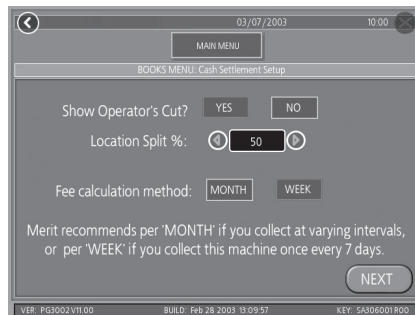 03/07/2003 10:00
MAIN MENU
BOOKS MENU: Cash Settlement Setup
Show Operator's Cut? YES NO
Location Split %: 50
Fee calculation method: MONTH WEEK
Merit recommends per 'MONTH' if you collect at varying intervals,
or per 'WEEK' if you collect this machine once every 7 days.
NEXT
VER: PG3002 V11.00 BUILD: Feb 28 2003 13:09:57 KEY: SA306001 R00